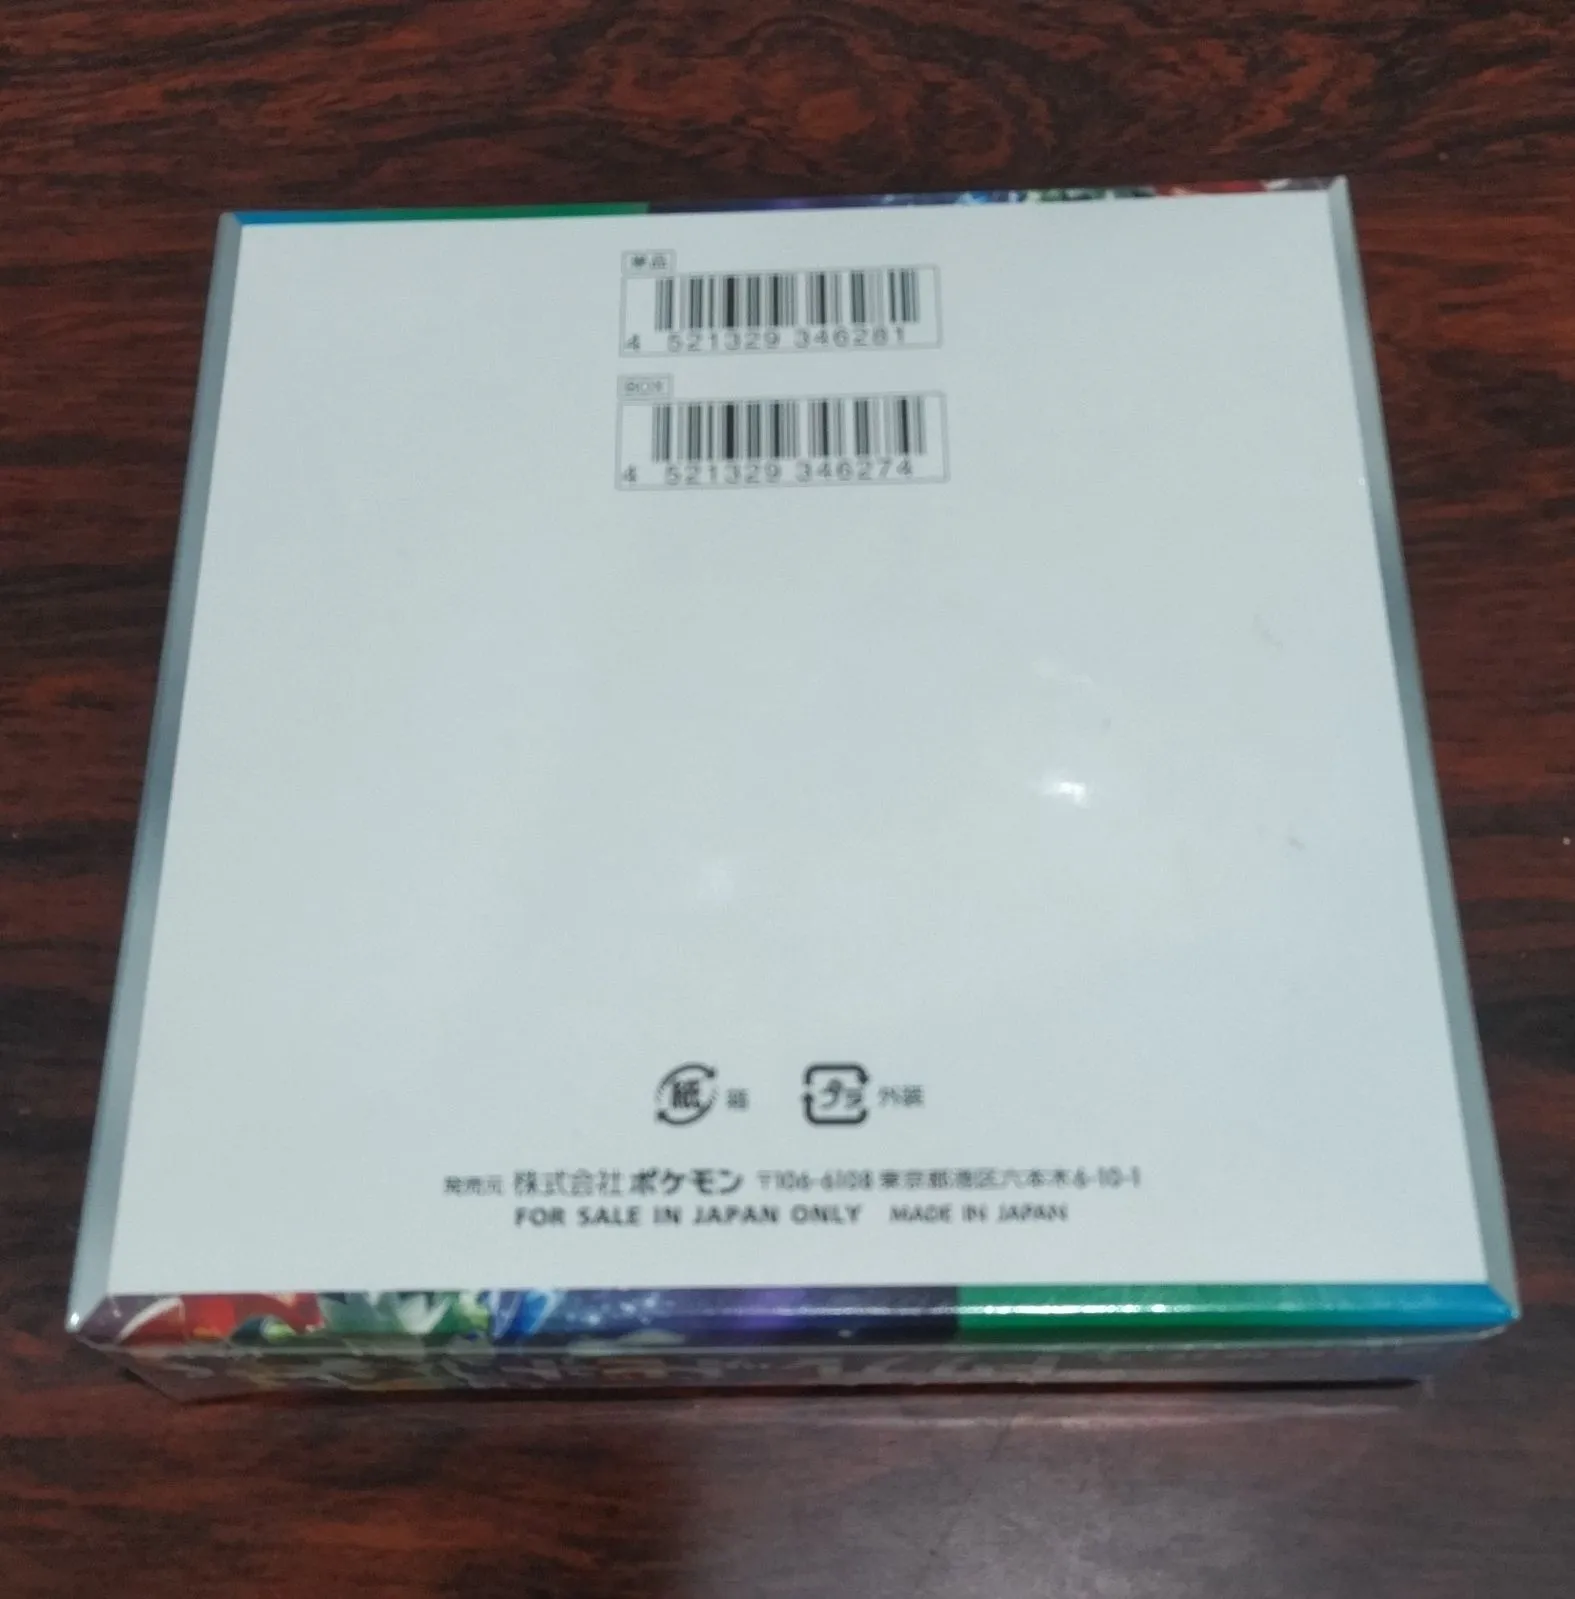 単品
4 521329 346281
BOX
4 521329 346274
紙 箱 プラ 外装
発売元 株式会社ポケモン 〒106-6108 東京都港区六本木6-10-1
FOR SALE IN JAPAN ONLY MADE IN JAPAN